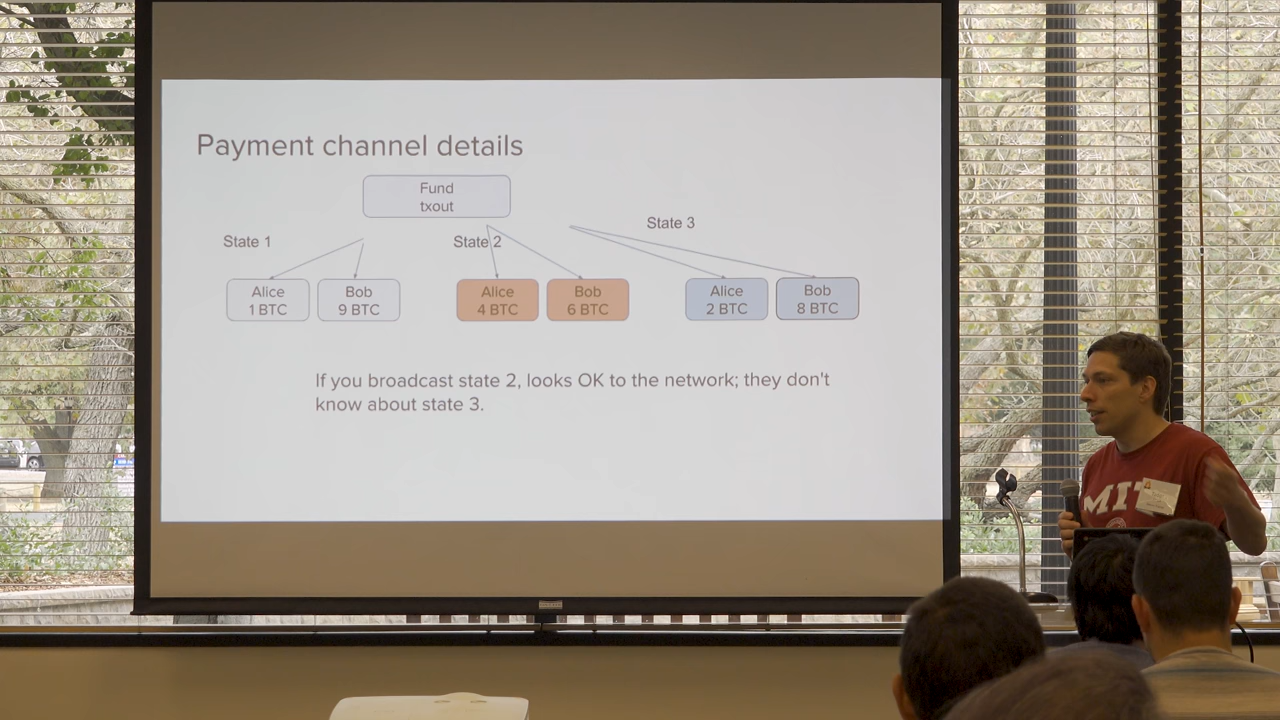 Payment channel details
Fund
txout
State 1
State 2
State 3
Alice
1 BTC
Bob
9 BTC
Alice
4 BTC
Bob
6 BTC
Alice
2 BTC
Bob
8 BTC
If you broadcast state 2, looks OK to the network; they don't
know about state 3.
MIT